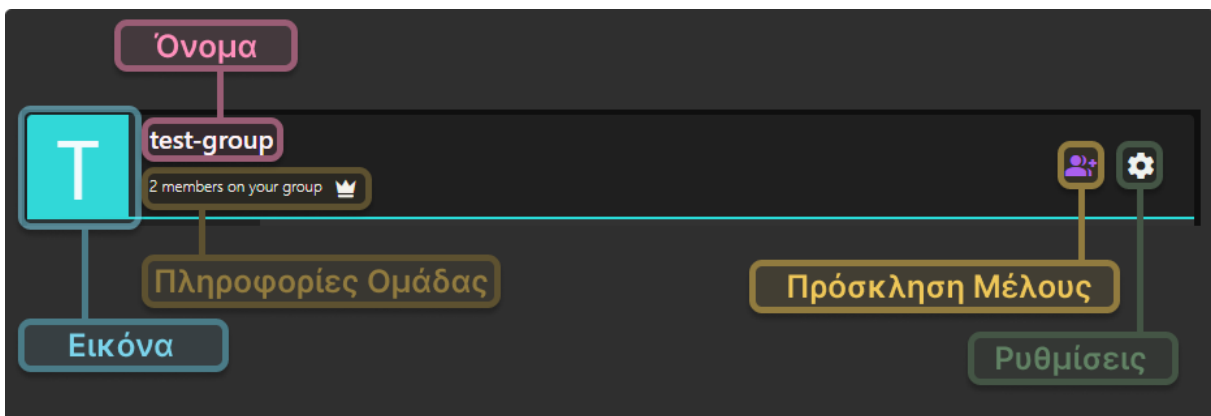 Όνομα
T
test-group
2 members on your group
Πληροφορίες Ομάδας
Πρόσκληση Μέλους
Εικόνα
Ρυθμίσεις